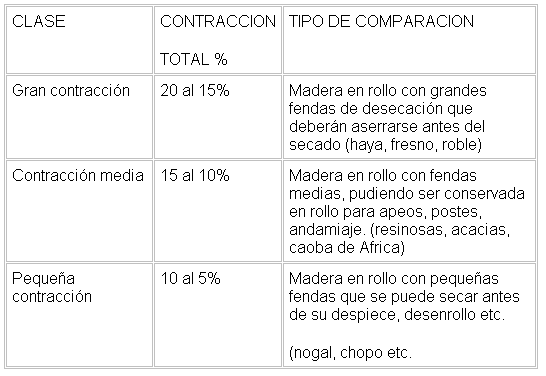 CLASE
CONTRACCION
TOTAL %
TIPO DE COMPARACION
Gran contracción
20 al 15%
Madera en rollo con grandes
fendas de desecación que
deberán aserrarse antes del
secado (haya, fresno, roble)
Contracción media
15 al 10%
Madera en rollo con fendas
medias, pudiendo ser conservada
en rollo para apeos, postes,
andamiaje. (resinosas, acacias,
caoba de Africa)
Pequeña
contracción
10 al 5%
Madera en rollo con pequeñas
fendas que se puede secar antes
de su despiece, desenrollo etc.
(nogal, chopo etc.